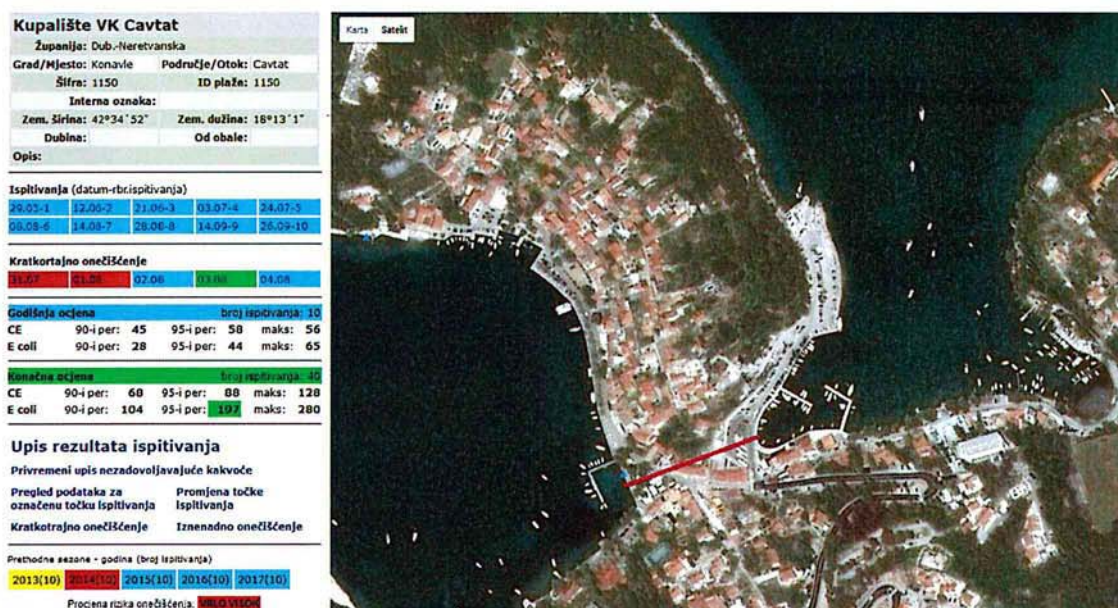 Kupalište VK Cavtat
Županija: Dub.-Neretvanska
Grad/Mjesto: Konavle Područje/Otok: Cavtat
Šifra: 1150 ID plaže: 1150
Interna oznaka:
Zem. širina: 42°34´52" Zem. dužina: 18°13´1"
Dubina: Od obale:
Opis:
Ispitivanja (datum-rbr.ispitivanja)
29.05-1 12.06-2 21.06-3 03.07-4 24.07-5
08.08-6 14.08-7 28.08-8 14.09-9 26.09-10
Kratkortajno onečišćenje
31.07 01.08 02.08 03.08 04.08
Godišnja ocjena broj ispitivanja: 10
CE 90-i per: 45 95-i per: 58 maks: 56
E coli 90-i per: 28 95-i per: 44 maks: 65
Konačna ocjena broj ispitivanja: 40
CE 90-i per: 68 95-i per: 88 maks: 128
E coli 90-i per: 104 95-i per: 197 maks: 280
Upis rezultata ispitivanja
Privremeni upis nezadovoljavajuće kakvoće
Pregled podataka za označenu točku ispitivanja
Promjena točke ispitivanja
Kratkotrajno onečišćenje Iznenadno onečišćenje
Prethodne sezone - godina (broj ispitivanja)
2013(10) 2014(10) 2015(10) 2016(10) 2017(10)
Procjena rizika onečišćenja: VRLO VISOK
Karta Satelit